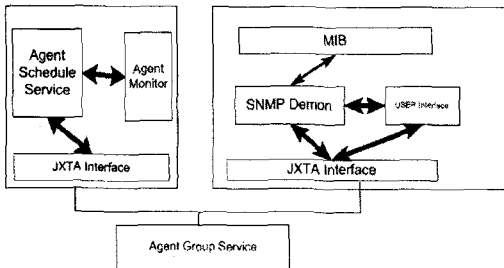 Agent
Schedule
Service
Agent
Monitor
JXTA Interface
MIB
SNMP Demon
USER Interface
JXTA Interface
Agent Group Service